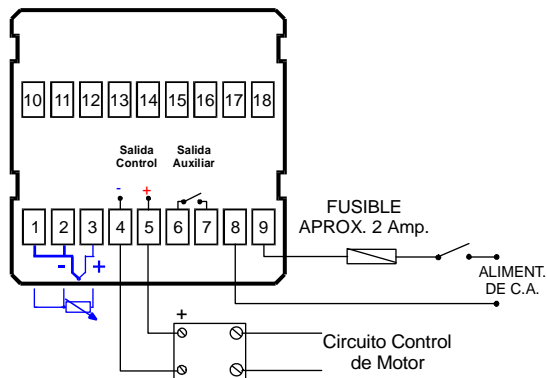 10 11 12 13 14 15 16 17 18
Salida Salida
Control Auxiliar
- +
1 2 3 4 5 6 7 8 9
- +
FUSIBLE
APROX. 2 Amp.
ALIMENT.
DE C.A.
+
Circuito Control
de Motor